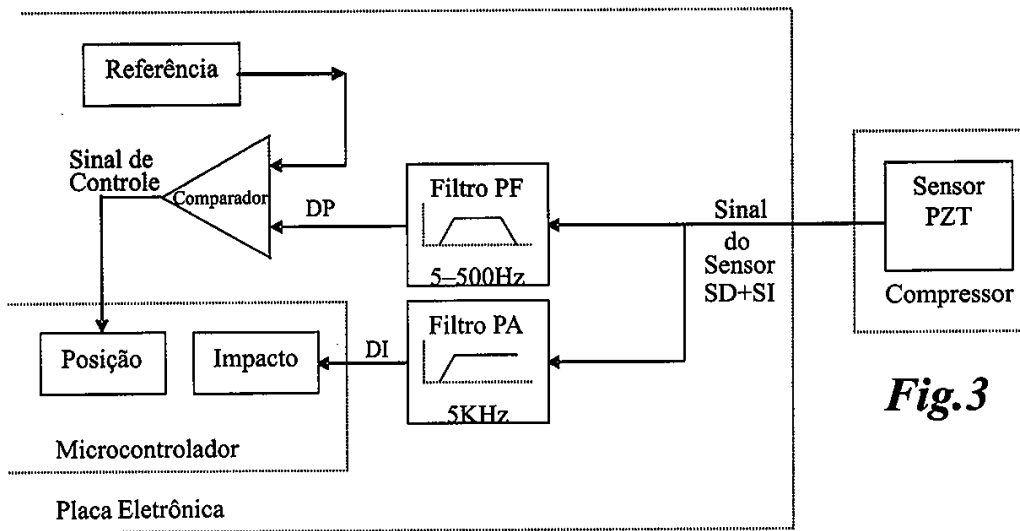 Referência
Sinal de
Controle
Comparador
DP
Filtro PF
5–500Hz
Sinal
do
Sensor
SD+SI
Sensor
PZT
Compressor
Posição
Impacto
DI
Filtro PA
5KHz
Microcontrolador
Placa Eletrônica
Fig.3